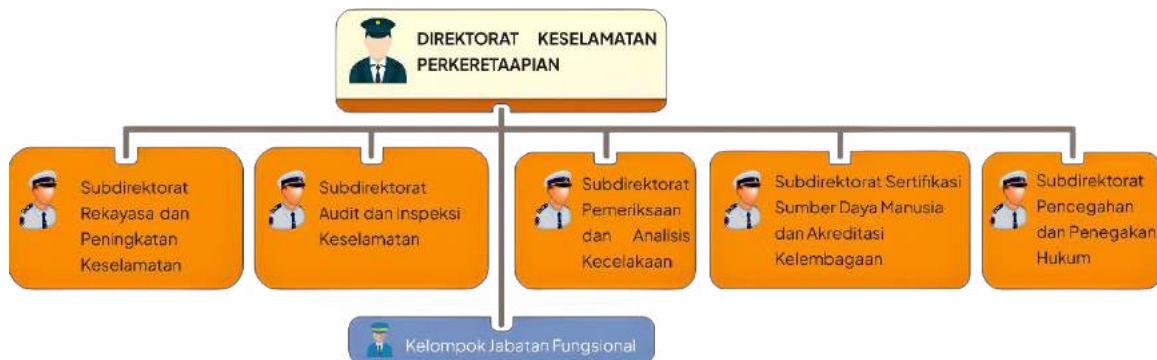 DIREKTORAT KESELAMATAN
PERKERETAAPIAN
Subdirektorat
Rekayasa dan
Peningkatan
Keselamatan
Subdirektorat
Audit dan Inspeksi
Keselamatan
Subdirektorat
Pemeriksaan
dan Analisis
Kecelakaan
Subdirektorat Sertifikasi
Sumber Daya Manusia
dan Akreditasi
Kelembagaan
Subdirektorat
Pencegahan
dan Penegakan
Hukum
Kelompok Jabatan Fungsional